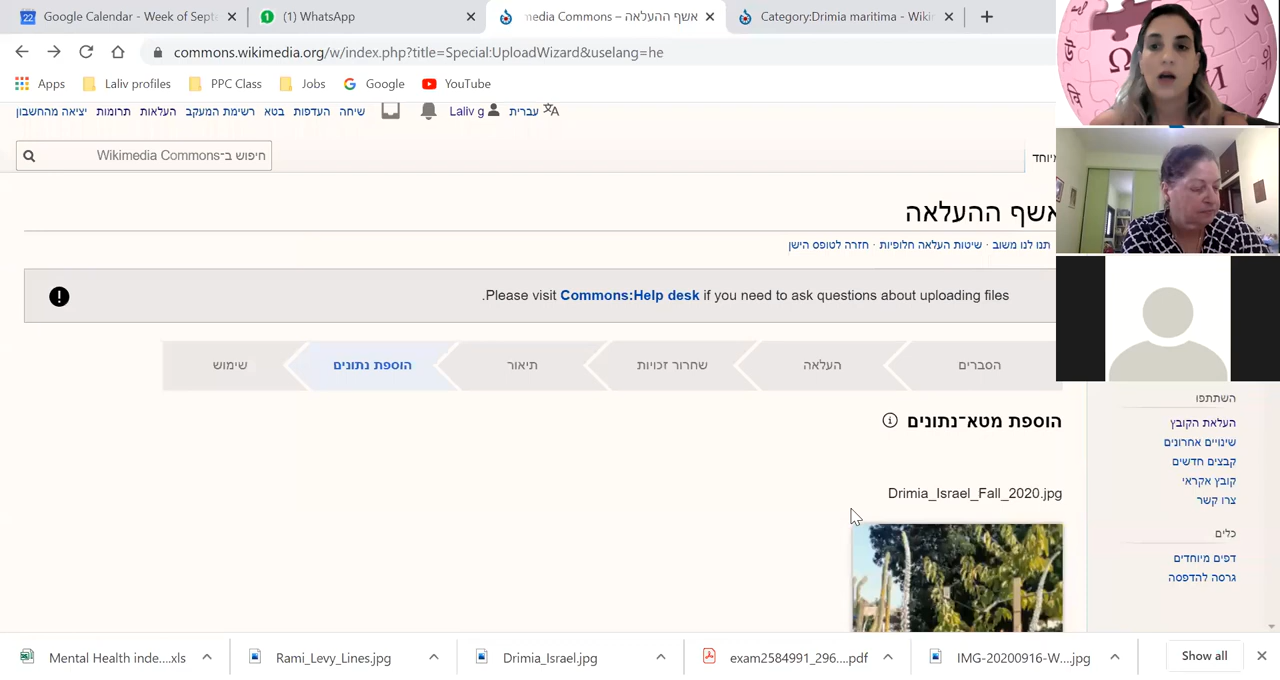 Google Calendar - Week of Septe
(1) WhatsApp
אשף ההעלאה – media Commons
Category:Drimia maritima - Wikim
commons.wikimedia.org/w/index.php?title=Special:UploadWizard&uselang=he
Apps
Laliv profiles
PPC Class
Jobs
Google
YouTube
עברית Laliv g שיחה העדפות בטא רשימת המעקב העלאות תרומות יציאה מהחשבון
חיפוש ב־Wikimedia Commons
אשף ההעלאה
תנו לנו משוב · שיטות העלאה חלופיות · חזרה לטופס הישן
.Please visit Commons:Help desk if you need to ask questions about uploading files
הסברים
העלאה
שחרור זכויות
תיאור
הוספת נתונים
שימוש
הוספת מטא־נתונים
Drimia_Israel_Fall_2020.jpg
השתתפו
העלאת הקובץ
שינויים אחרונים
קבצים חדשים
קובץ אקראי
צרו קשר
כלים
דפים מיוחדים
גרסה להדפסה
Mental Health inde....xls
Rami_Levy_Lines.jpg
Drimia_Israel.jpg
exam2584991_296....pdf
IMG-20200916-W....jpg
Show all